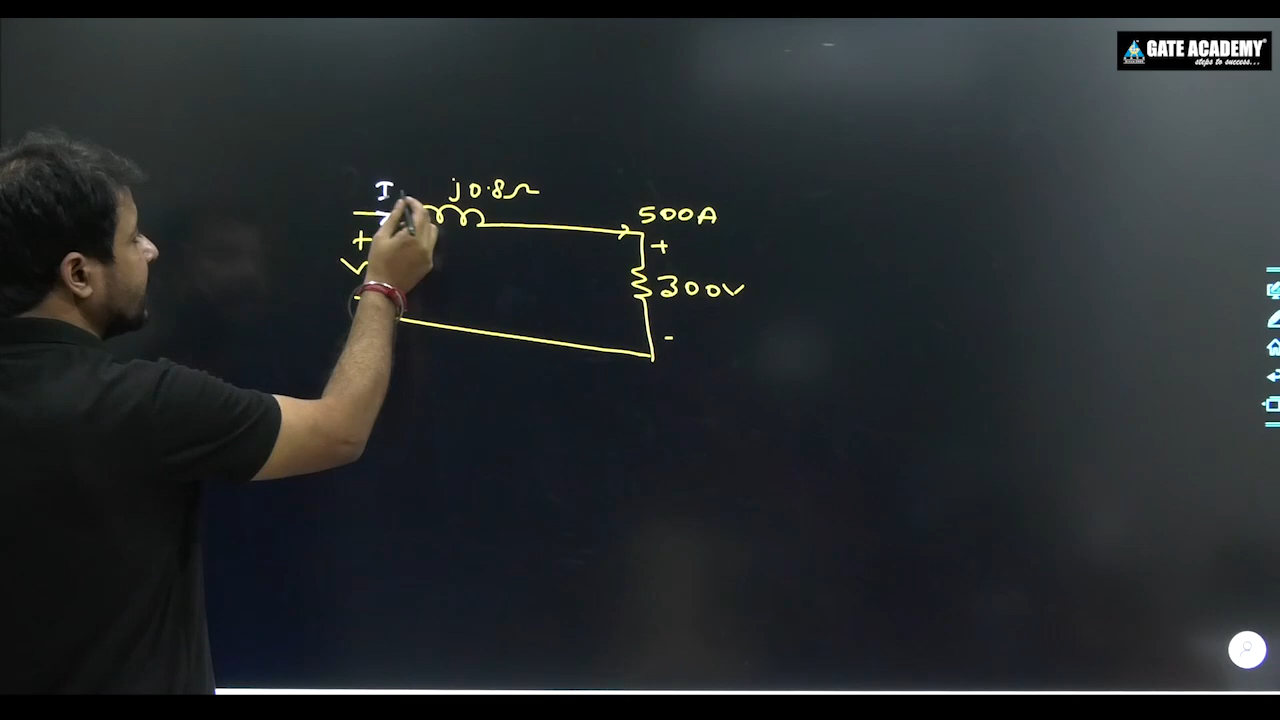 GATE ACADEMY
steps to success...
I
j0.8Ω
500A
+
+
V
300V
-
-